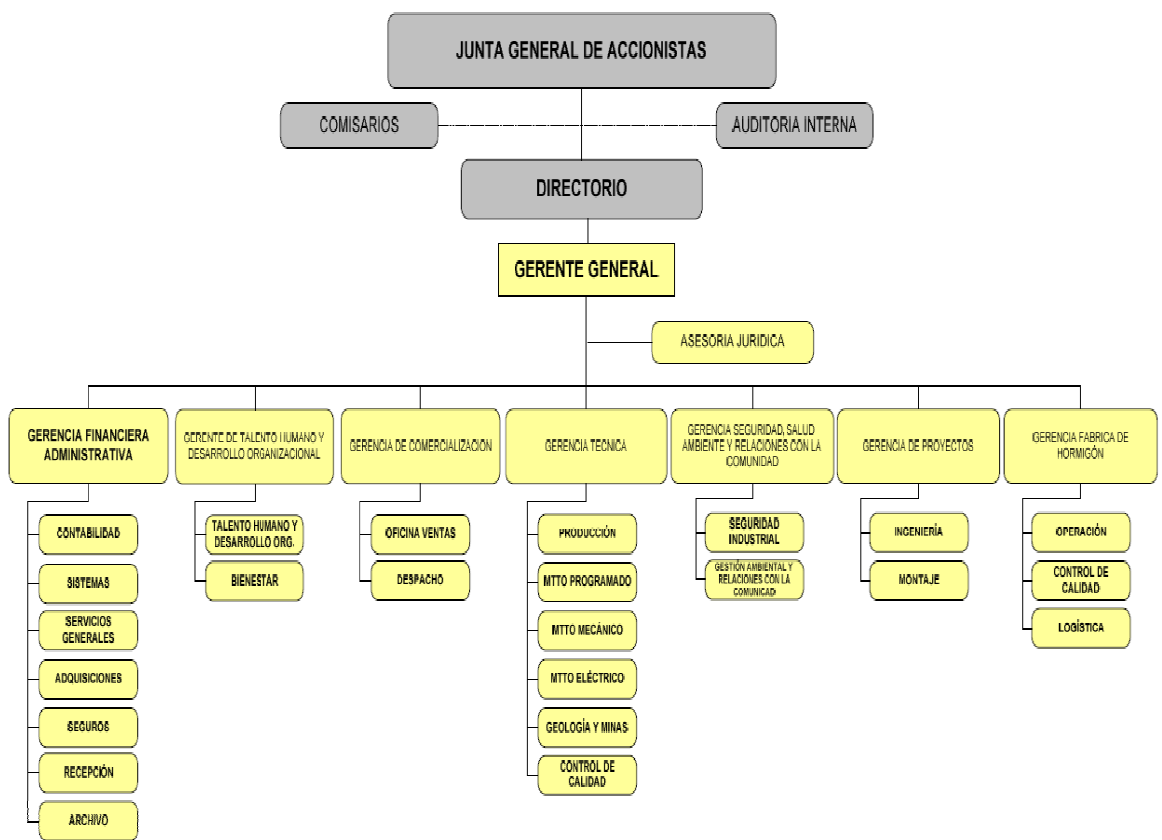 JUNTA GENERAL DE ACCIONISTAS
COMISARIOS
AUDITORIA INTERNA
DIRECTORIO
GERENTE GENERAL
ASESORIA JURIDICA
GERENCIA FINANCIERA
ADMINISTRATIVA
GERENTE DE TALENTO HUMANO Y
DESARROLLO ORGANIZACIONAL
GERENCIA DE COMERCIALIZACION
GERENCIA TECNICA
GERENCIA SEGURIDAD, SALUD
AMBIENTE Y RELACIONES CON LA
COMUNIDAD
GERENCIA DE PROYECTOS
GERENCIA FABRICA DE
HORMIGÓN
CONTABILIDAD
SISTEMAS
SERVICIOS
GENERALES
ADQUISICIONES
SEGUROS
RECEPCIÓN
ARCHIVO
TALENTO HUMANO Y
DESARROLLO ORG.
BIENESTAR
OFICINA VENTAS
DESPACHO
PRODUCCIÓN
MTTO PROGRAMADO
MTTO MECÁNICO
MTTO ELÉCTRICO
GEOLOGÍA Y MINAS
CONTROL DE
CALIDAD
SEGURIDAD
INDUSTRIAL
GESTIÓN AMBIENTAL Y
RELACIONES CON LA
COMUNICAD
INGENIERÍA
MONTAJE
OPERACIÓN
CONTROL DE
CALIDAD
LOGÍSTICA